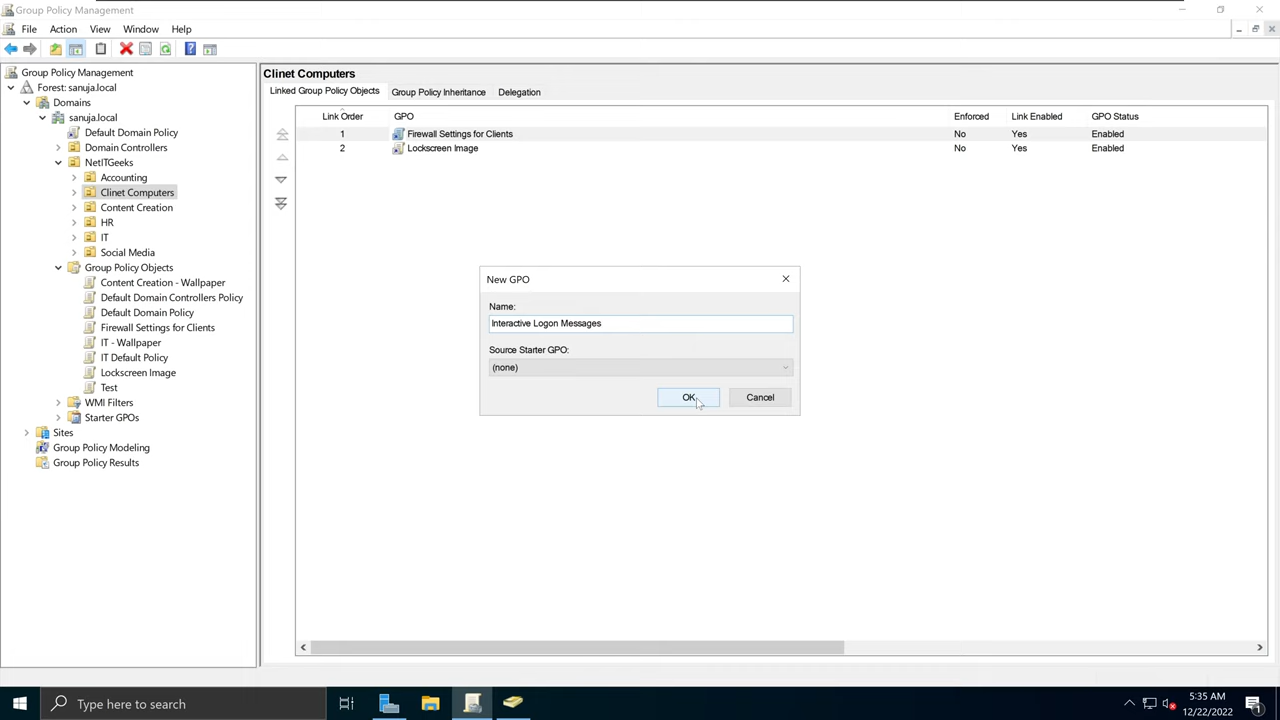 Group Policy Management
File Action View Window Help
Group Policy Management
Forest: sanuja.local
Domains
sanuja.local
Default Domain Policy
Domain Controllers
NetITGeeks
Accounting
Clinet Computers
Content Creation
HR
IT
Social Media
Group Policy Objects
Content Creation - Wallpaper
Default Domain Controllers Policy
Default Domain Policy
Firewall Settings for Clients
IT - Wallpaper
IT Default Policy
Lockscreen Image
Test
WMI Filters
Starter GPOs
Sites
Group Policy Modeling
Group Policy Results
Clinet Computers
Linked Group Policy Objects Group Policy Inheritance Delegation
Link Order GPO Enforced Link Enabled GPO Status
1 Firewall Settings for Clients No Yes Enabled
2 Lockscreen Image No Yes Enabled
New GPO
Name:
Interactive Logon Messages
Source Starter GPO:
(none)
OK Cancel
Type here to search
5:35 AM
12/22/2022
1